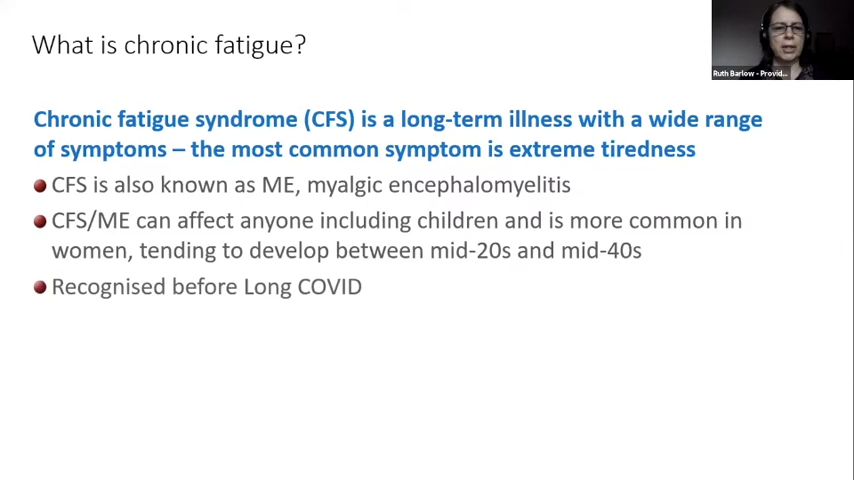 What is chronic fatigue?
Ruth Barlow - Provid...
Chronic fatigue syndrome (CFS) is a long-term illness with a wide range
of symptoms – the most common symptom is extreme tiredness
CFS is also known as ME, myalgic encephalomyelitis
CFS/ME can affect anyone including children and is more common in
women, tending to develop between mid-20s and mid-40s
Recognised before Long COVID